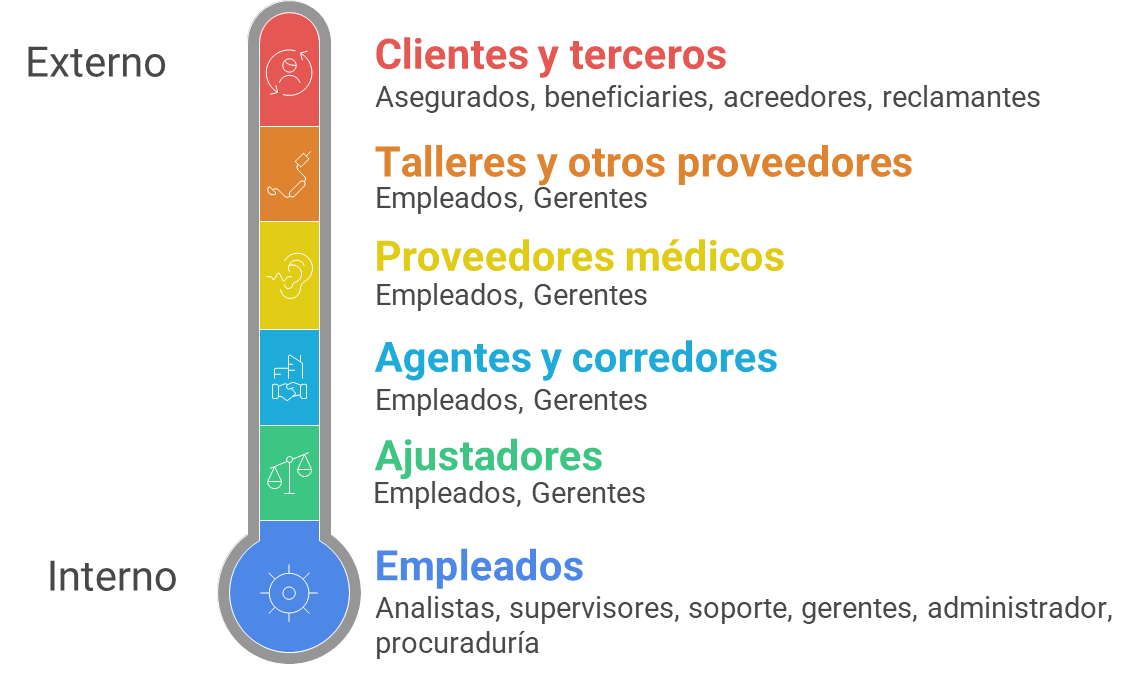 Externo
Clientes y terceros
Asegurados, beneficiaries, acreedores, reclamantes
Talleres y otros proveedores
Empleados, Gerentes
Proveedores médicos
Empleados, Gerentes
Agentes y corredores
Empleados, Gerentes
Ajustadores
Empleados, Gerentes
Interno
Empleados
Analistas, supervisores, soporte, gerentes, administrador,
procuraduría